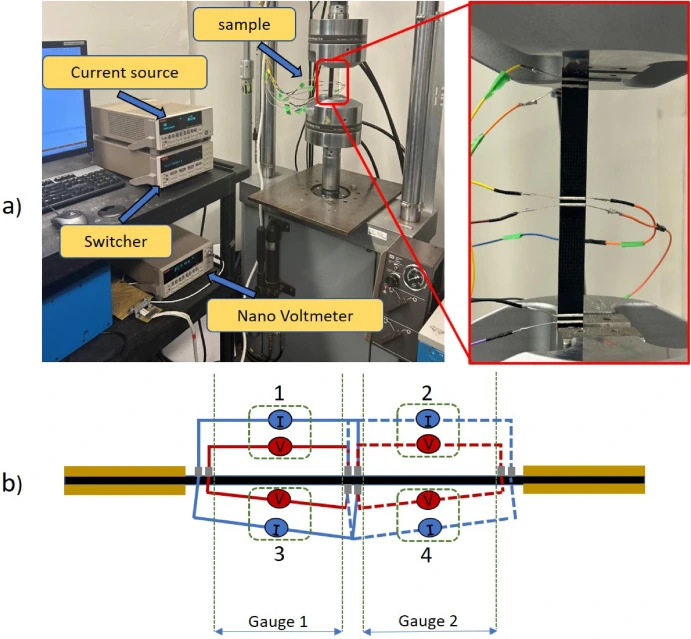 a)
sample
Current source
Switcher
Nano Voltmeter
b)
1
2
I
I
V
V
V
V
I
I
3
4
Gauge 1
Gauge 2